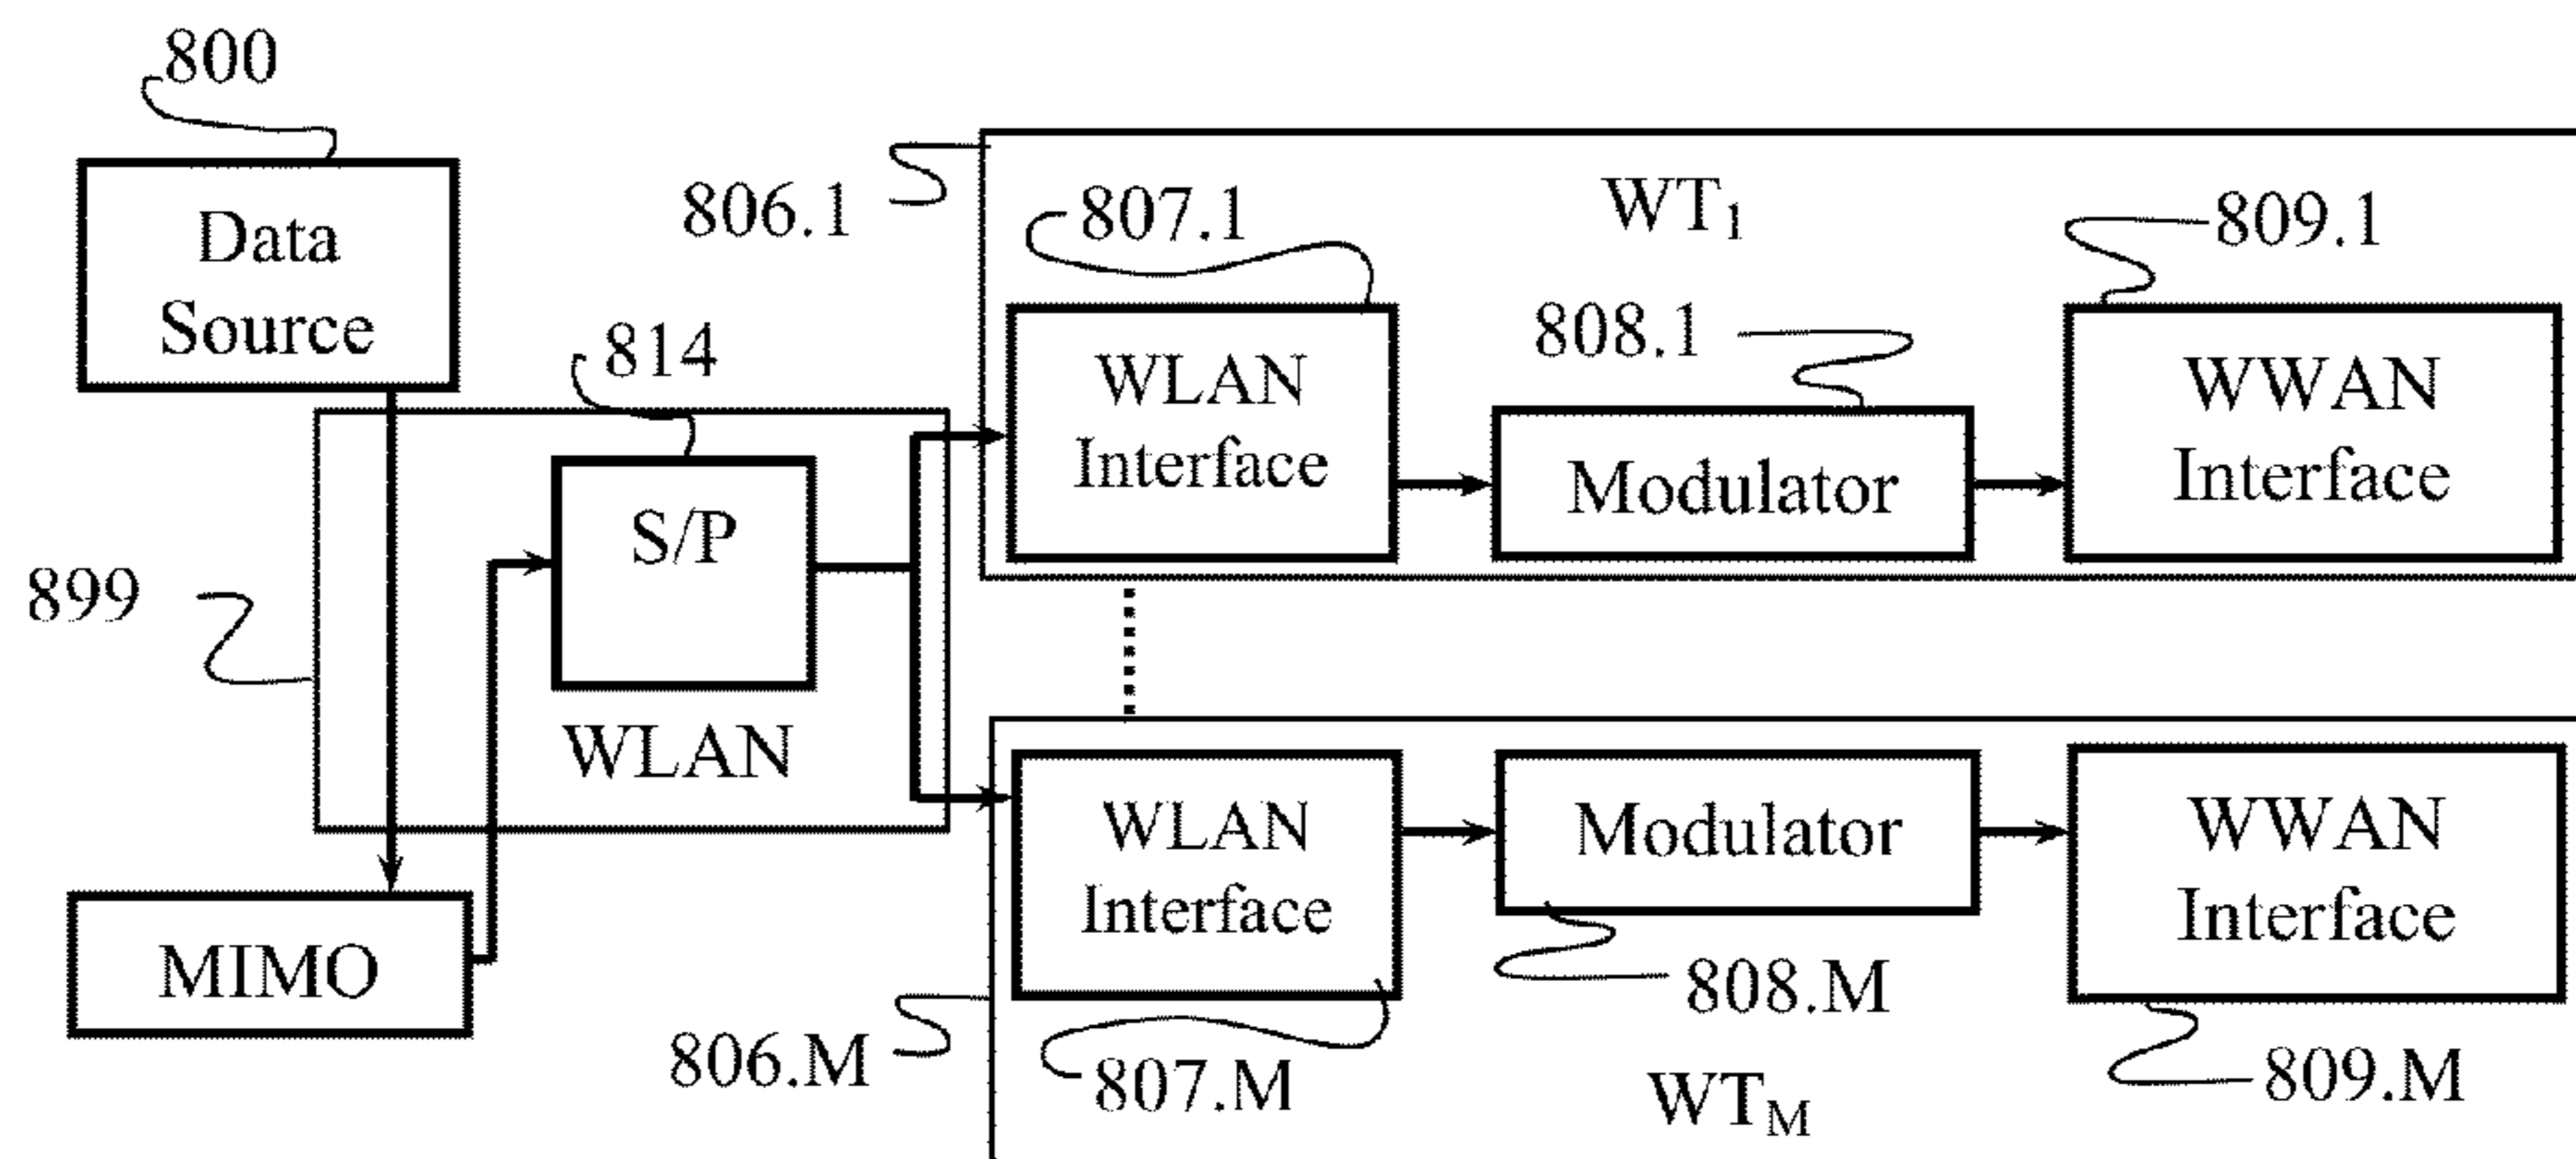 800
Data
Source
806.1
807.1
WT1
809.1
814
808.1
WLAN
Interface
WWAN
Interface
Modulator
S/P
899
WLAN
MIMO
WLAN
Interface
Modulator
WWAN
Interface
806.M
807.M
808.M
WTM
809.M